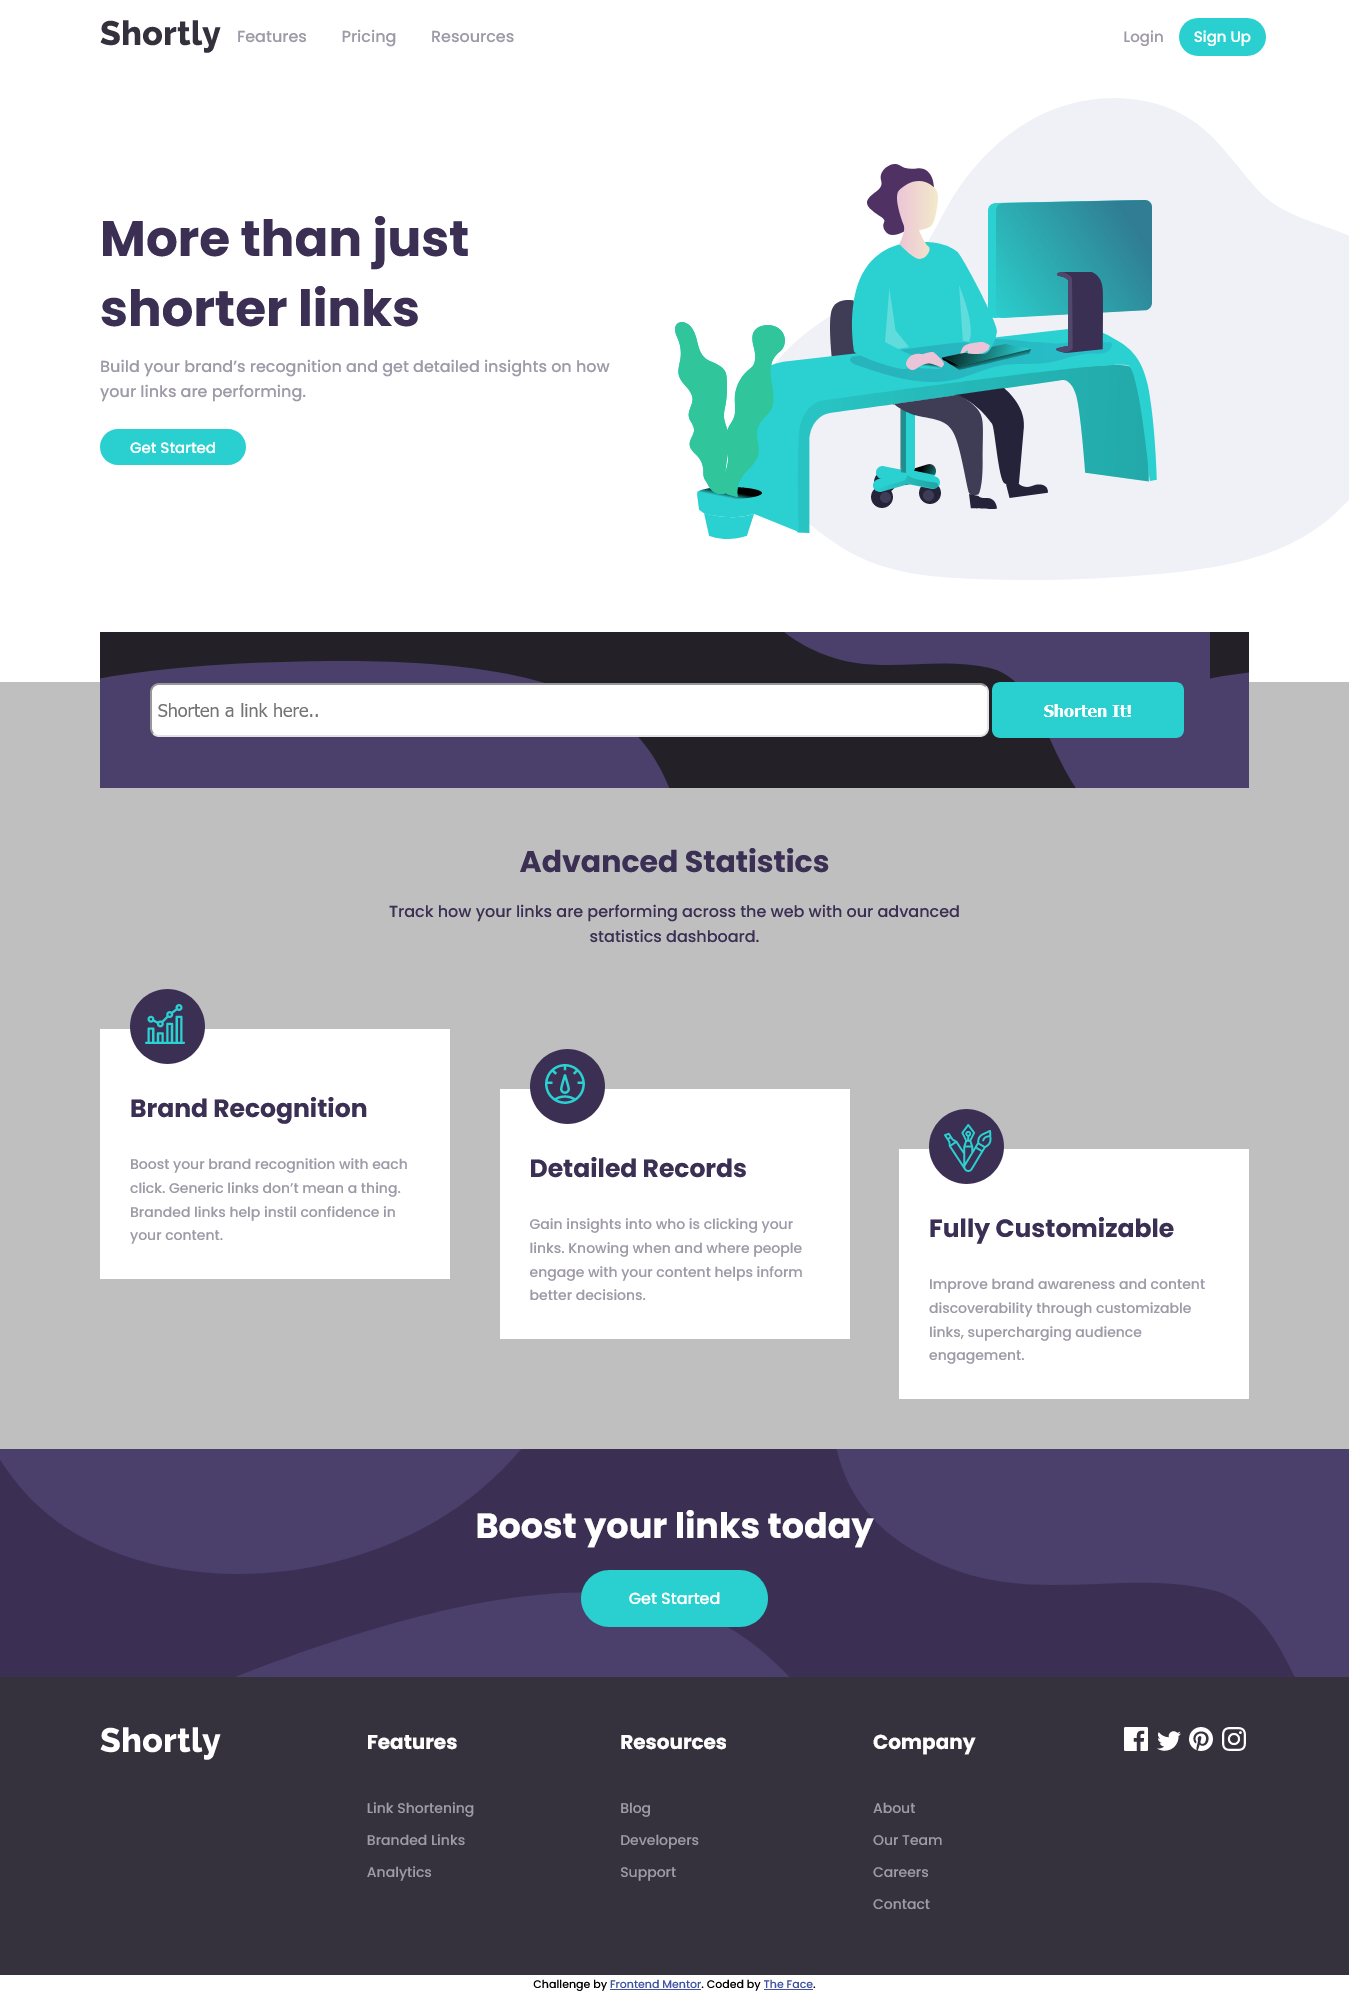 Shortly Features Pricing Resources Login Sign Up
More than just
shorter links
Build your brand’s recognition and get detailed insights on how
your links are performing.
Get Started
Shorten a link here..
Shorten It!
Advanced Statistics
Track how your links are performing across the web with our advanced
statistics dashboard.
Brand Recognition
Boost your brand recognition with each
click. Generic links don’t mean a thing.
Branded links help instil confidence in
your content.
Detailed Records
Gain insights into who is clicking your
links. Knowing when and where people
engage with your content helps inform
better decisions.
Fully Customizable
Improve brand awareness and content
discoverability through customizable
links, supercharging audience
engagement.
Boost your links today
Get Started
Shortly
Features
Link Shortening
Branded Links
Analytics
Resources
Blog
Developers
Support
Company
About
Our Team
Careers
Contact
Challenge by Frontend Mentor. Coded by The Face.